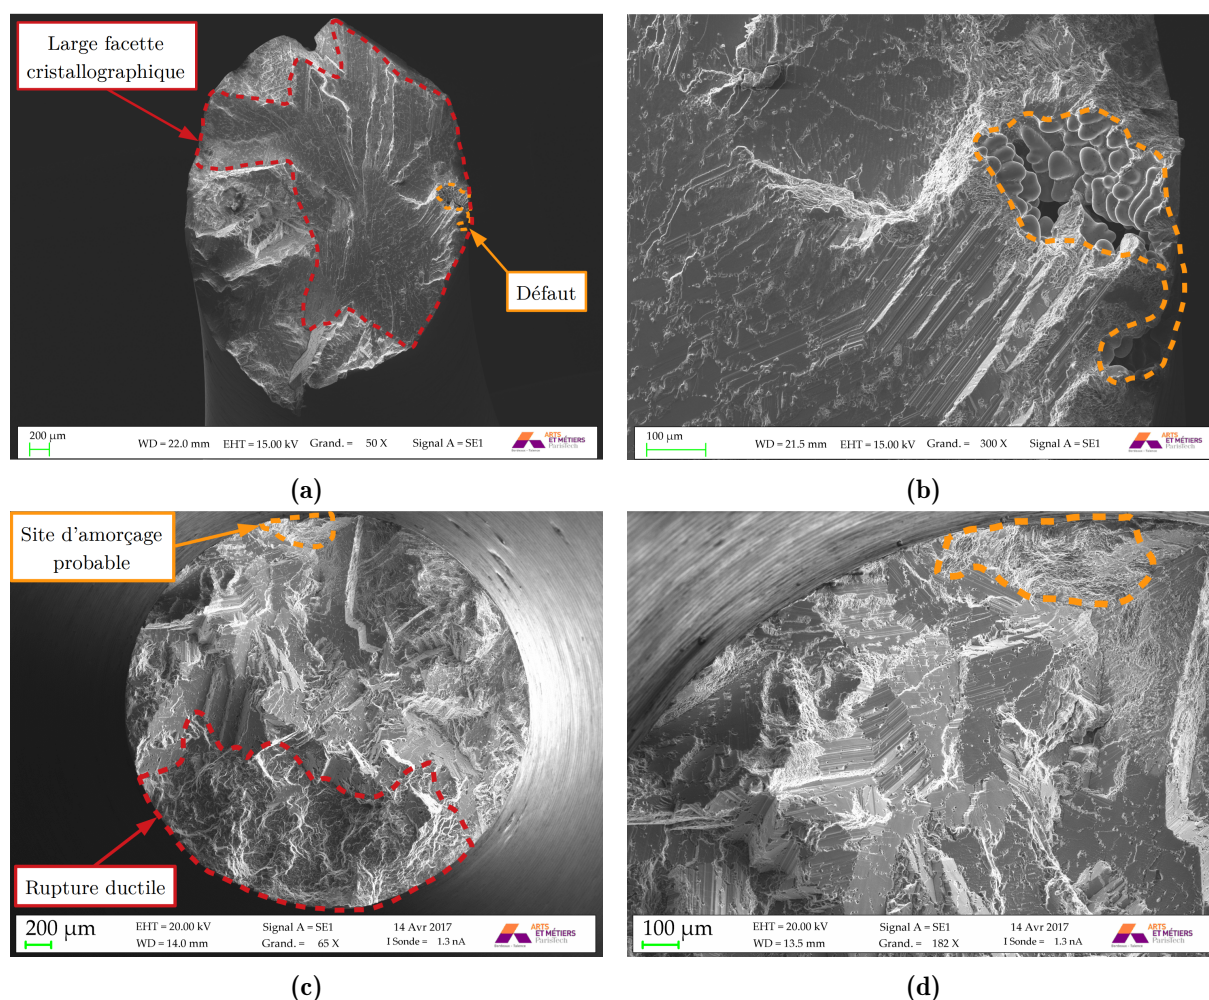 Large facette
cristallographique
Défaut
200 µm
WD = 22.0 mm EHT = 15.00 kV Grand. = 50 X Signal A = SE1
ARTS
ET MÉTIERS
ParisTech
(a)
100 µm
WD = 21.5 mm EHT = 15.00 kV Grand. = 300 X Signal A = SE1
ARTS
ET MÉTIERS
ParisTech
(b)
Site d'amorçage
probable
Rupture ductile
200 µm
EHT = 20.00 kV Signal A = SE1 14 Avr 2017
WD = 14.0 mm Grand. = 65 X I Sonde = 1.3 nA
ARTS
ET MÉTIERS
ParisTech
(c)
100 µm
EHT = 20.00 kV Signal A = SE1 14 Avr 2017
WD = 13.5 mm Grand. = 182 X I Sonde = 1.3 nA
ARTS
ET MÉTIERS
ParisTech
(d)